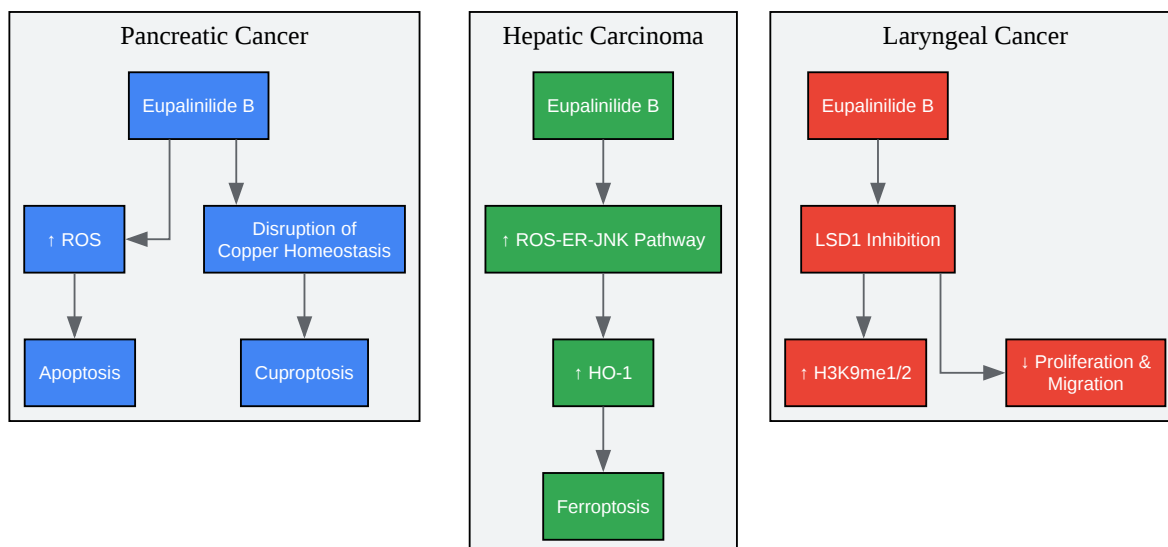 Pancreatic Cancer
Eupalinilide B
↑ ROS
Disruption of
Copper Homeostasis
Apoptosis
Cuproptosis
Hepatic Carcinoma
Eupalinilide B
↑ ROS-ER-JNK Pathway
↑ HO-1
Ferroptosis
Laryngeal Cancer
Eupalinilide B
LSD1 Inhibition
↑ H3K9me1/2
↓ Proliferation &
Migration